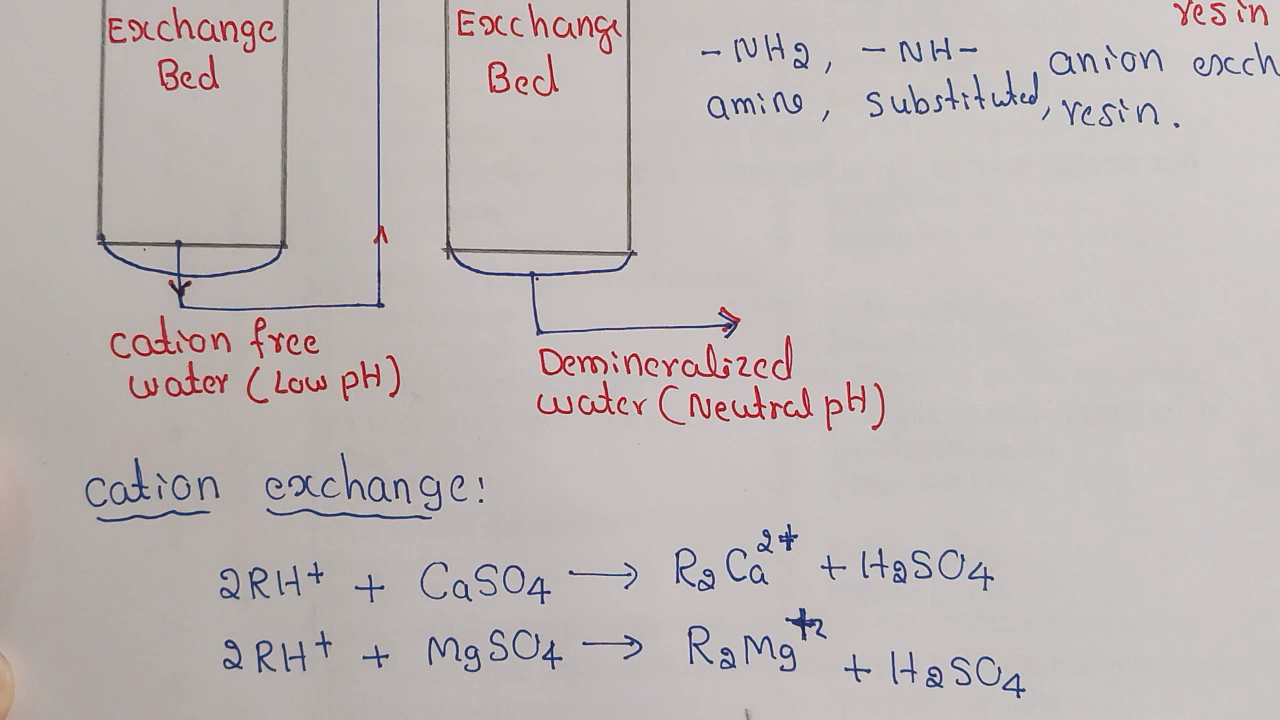 Exchange
Bed
Exchange
Bed
resin
-NH2, -NH- anion exch
amine, substituted, resin.
cation free
water (Low pH)
Demineralized
water (Neutral pH)
cation exchange:
2RH⁺ + CaSO₄ → R₂Ca²⁺ + H₂SO₄
2RH⁺ + MgSO₄ → R₂Mg⁺² + H₂SO₄